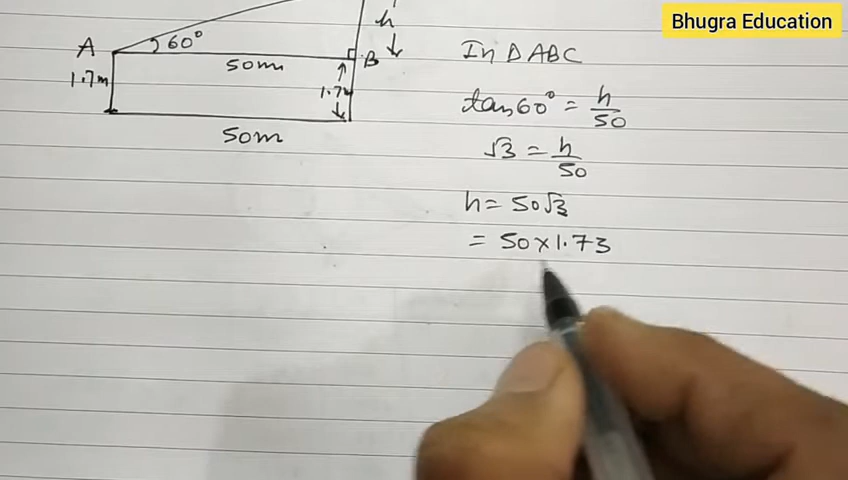 Bhugra Education
h
A 60°
50m B
1.7m
1.7m
50m
In Δ ABC
tan60° = h/50
√3 = h/50
h = 50√3
= 50×1.73